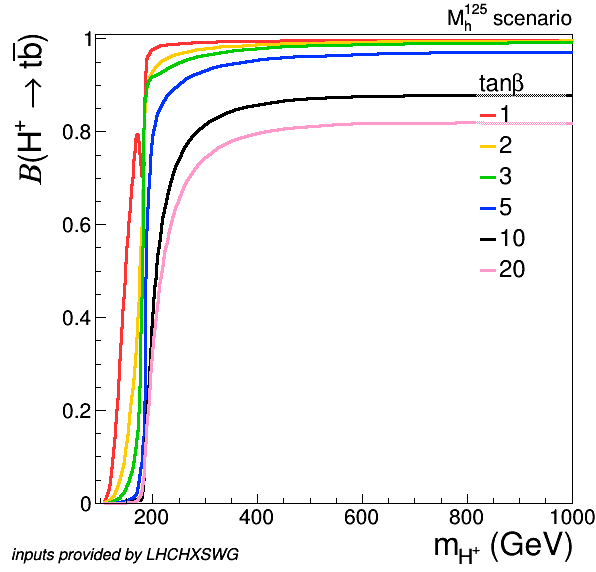 M_h^125 scenario
B(H⁺ → tb̄)
1
0.8
0.6
0.4
0.2
0
tanβ
1
2
3
5
10
20
200 400 600 800 1000
m_H⁺ (GeV)
inputs provided by LHCHXSWG